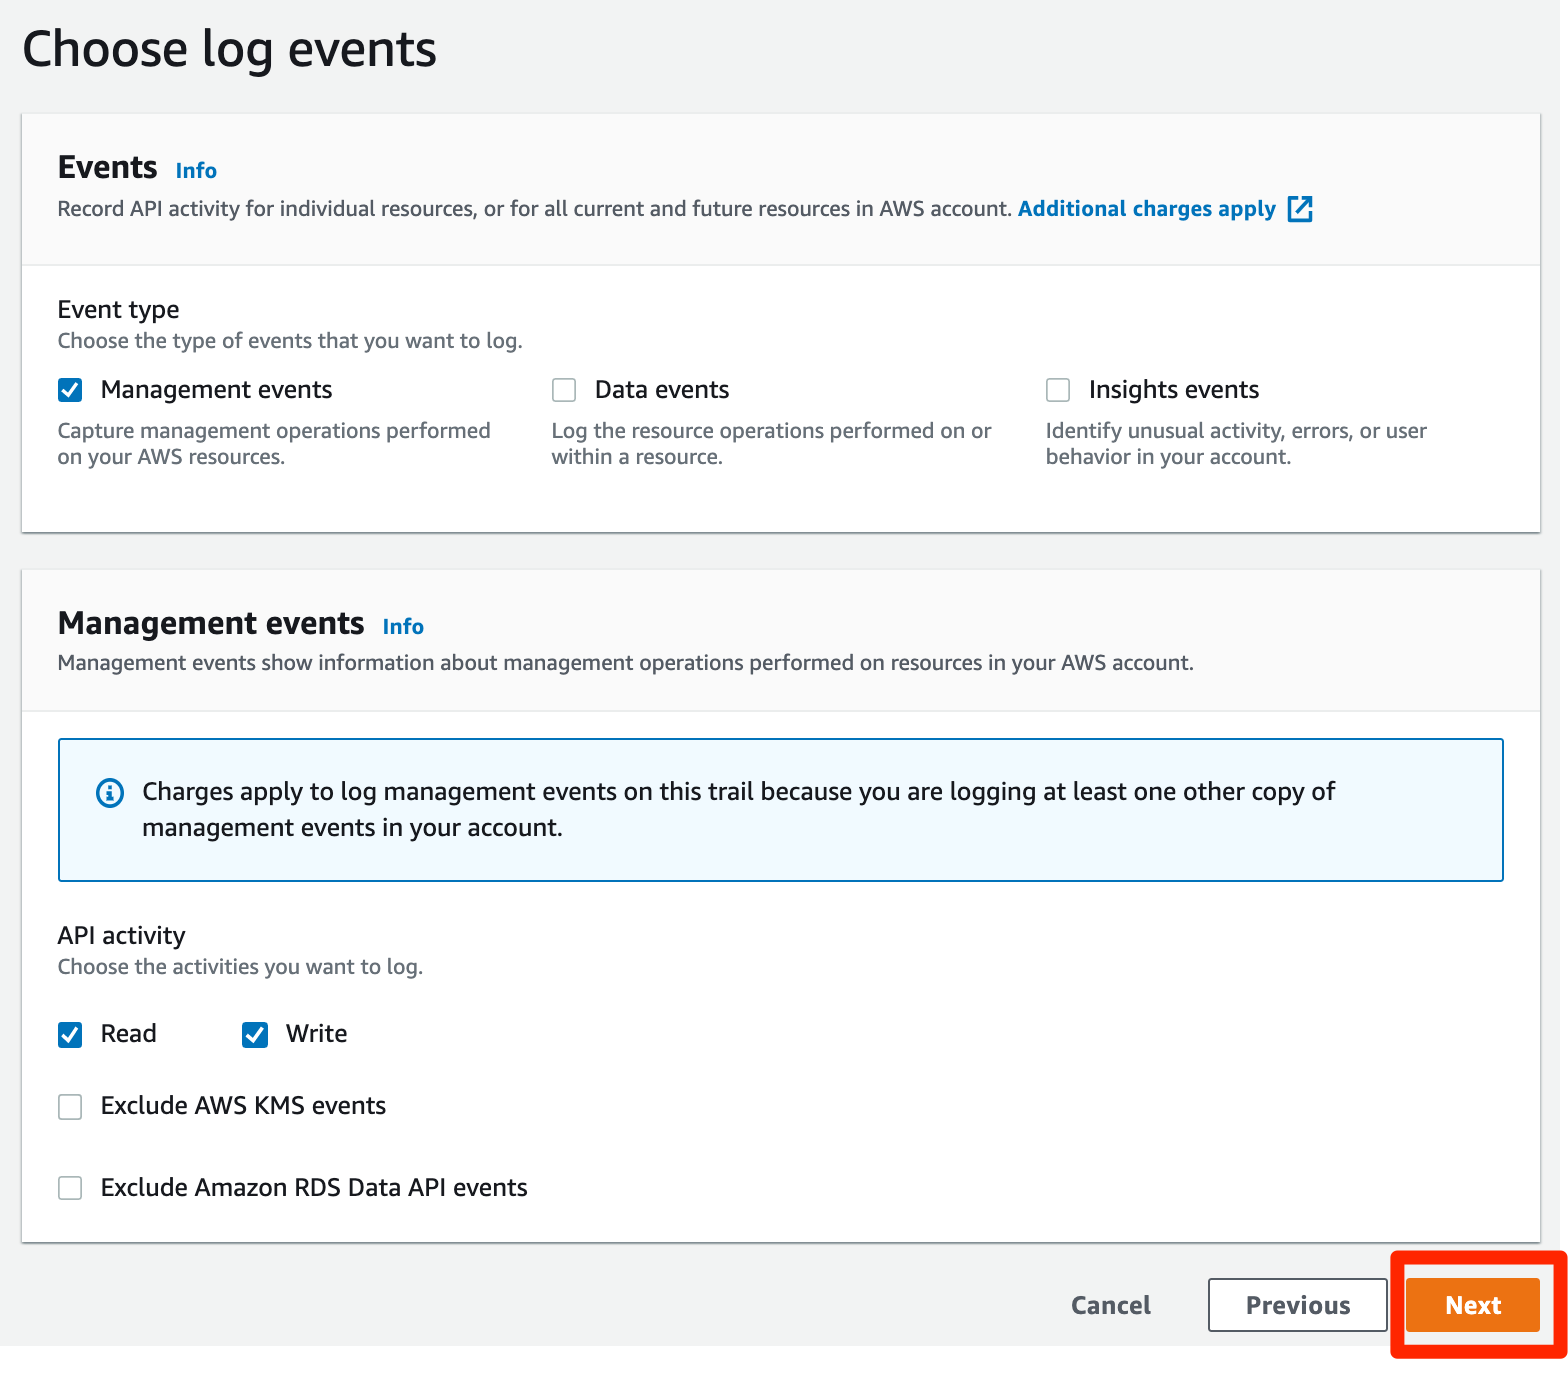 Choose log events
Events Info
Record API activity for individual resources, or for all current and future resources in AWS account. Additional charges apply
Event type
Choose the type of events that you want to log.
Management events
Capture management operations performed
on your AWS resources.
Data events
Log the resource operations performed on or
within a resource.
Insights events
Identify unusual activity, errors, or user
behavior in your account.
Management events Info
Management events show information about management operations performed on resources in your AWS account.
Charges apply to log management events on this trail because you are logging at least one other copy of
management events in your account.
API activity
Choose the activities you want to log.
Read Write
Exclude AWS KMS events
Exclude Amazon RDS Data API events
Cancel Previous Next